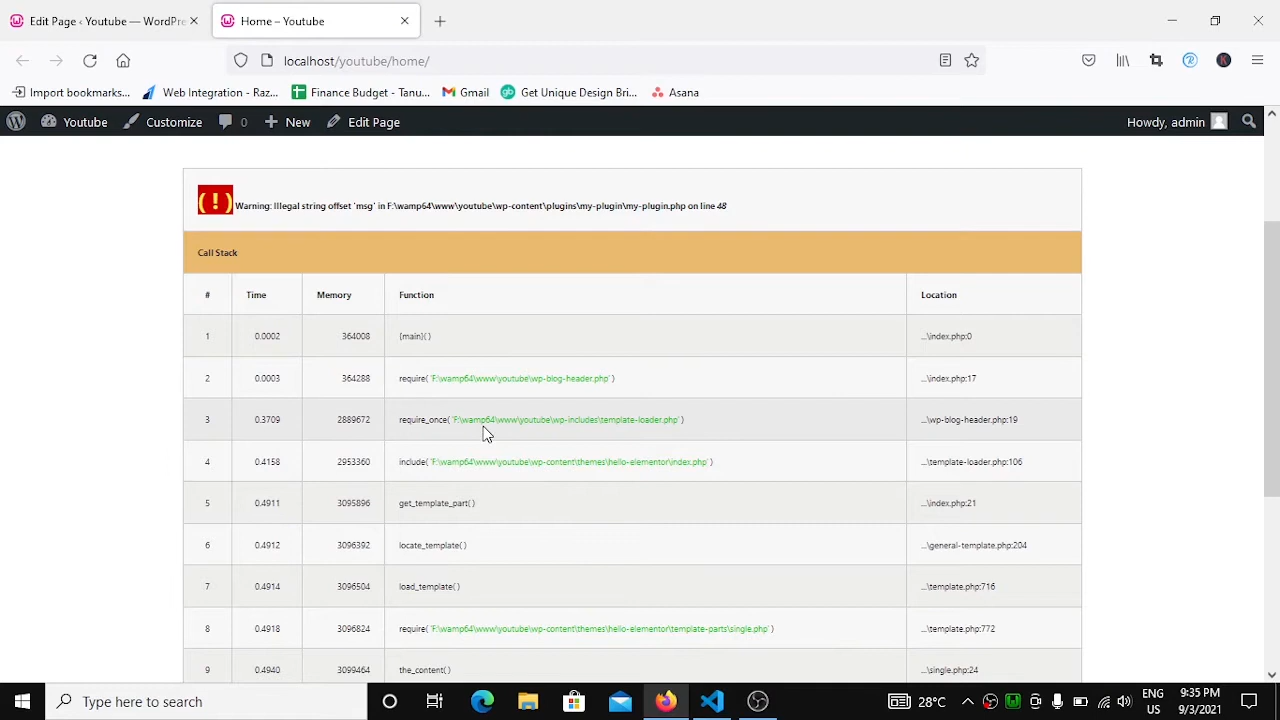 Edit Page ‹ Youtube — WordPre
Home – Youtube
localhost/youtube/home/
Import bookmarks...
Web Integration - Raz...
Finance Budget - Tanu...
Gmail
Get Unique Design Bri...
Asana
Youtube
Customize
0
New
Edit Page
Howdy, admin
( ! ) Warning: Illegal string offset 'msg' in F:\wamp64\www\youtube\wp-content\plugins\my-plugin\my-plugin.php on line 48
Call Stack
# Time Memory Function Location
1 0.0002 364008 {main}( ) ...\index.php:0
2 0.0003 364288 require( 'F:\wamp64\www\youtube\wp-blog-header.php' ) ...\index.php:17
3 0.3709 2889672 require_once( 'F:\wamp64\www\youtube\wp-includes\template-loader.php' ) ...\wp-blog-header.php:19
4 0.4158 2953360 include( 'F:\wamp64\www\youtube\wp-content\themes\hello-elementor\index.php' ) ...\template-loader.php:106
5 0.4911 3095896 get_template_part( ) ...\index.php:21
6 0.4912 3096392 locate_template( ) ...\general-template.php:204
7 0.4914 3096504 load_template( ) ...\template.php:716
8 0.4918 3096824 require( 'F:\wamp64\www\youtube\wp-content\themes\hello-elementor\template-parts\single.php' ) ...\template.php:772
9 0.4940 3099464 the_content( ) ...\single.php:24
Type here to search
28°C
ENG
US
9:35 PM
9/3/2021